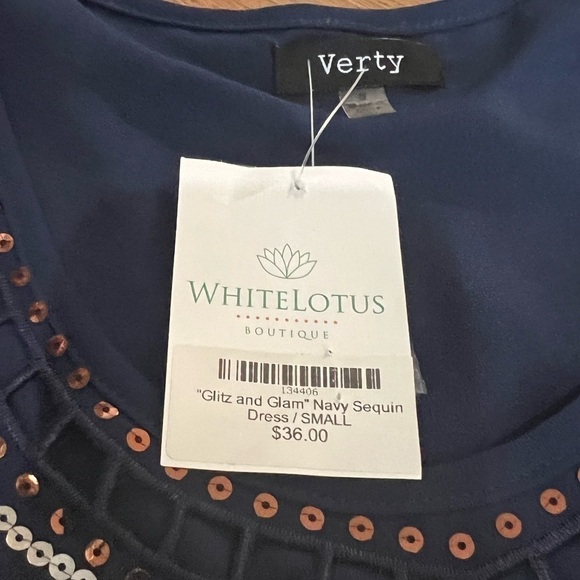 Verty
WHITELOTUS
BOUTIQUE
134406
"Glitz and Glam" Navy Sequin
Dress / SMALL
$36.00